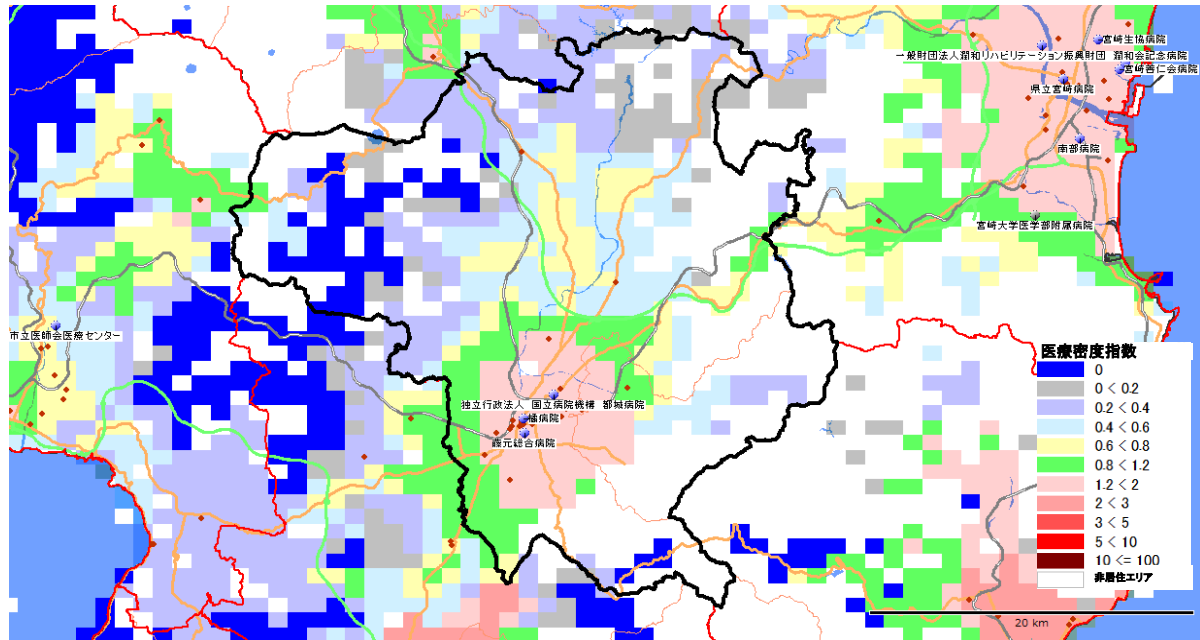 宮崎生協病院
一般財団法人潤和リハビリテーション振興財団 潤和会記念病院
宮崎善仁会病院
県立宮崎病院
南部病院
宮崎大学医学部附属病院
市立医師会医療センター
独立行政法人 国立病院機構 都城病院
橘病院
藤元総合病院
医療密度指数
0
0 < 0.2
0.2 < 0.4
0.4 < 0.6
0.6 < 0.8
0.8 < 1.2
1.2 < 2
2 < 3
3 < 5
5 < 10
10 <= 100
非居住エリア
20 km